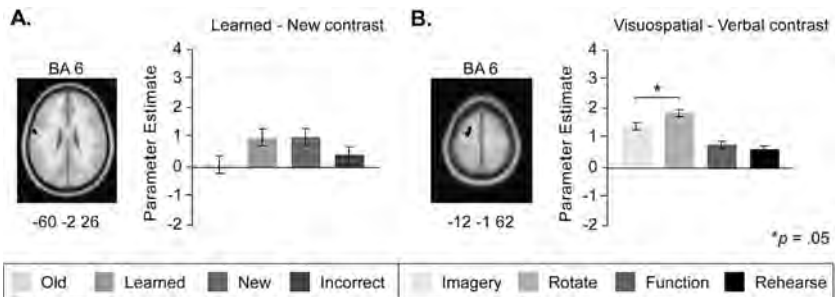 A.
Learned - New contrast
BA 6
-60 -2 26
Parameter Estimate
4
3
2
1
0
-1
-2
B.
Visuospatial - Verbal contrast
BA 6
-12 -1 62
Parameter Estimate
4
3
2
1
0
-1
-2
*
*p = .05
Old Learned New Incorrect
Imagery Rotate Function Rehearse